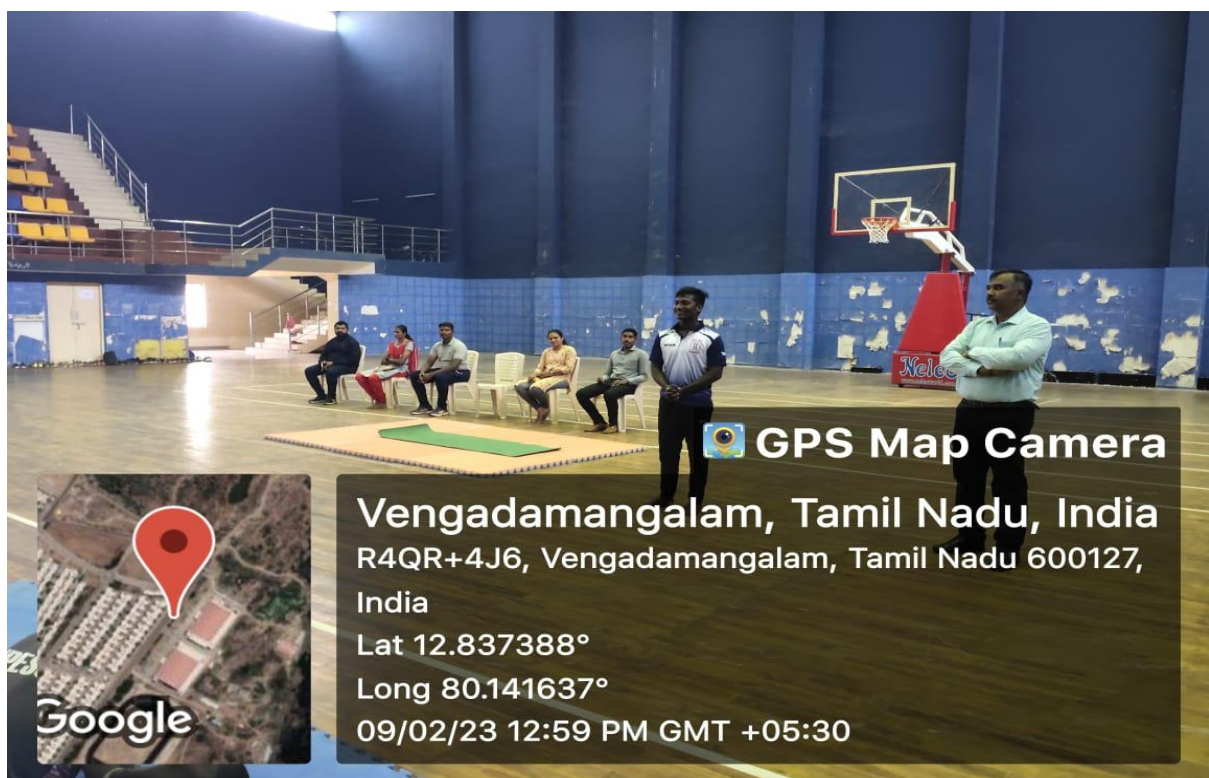 GPS Map Camera
Vengadamangalam, Tamil Nadu, India
R4QR+4J6, Vengadamangalam, Tamil Nadu 600127,
India
Lat 12.837388°
Long 80.141637°
09/02/23 12:59 PM GMT +05:30
Google